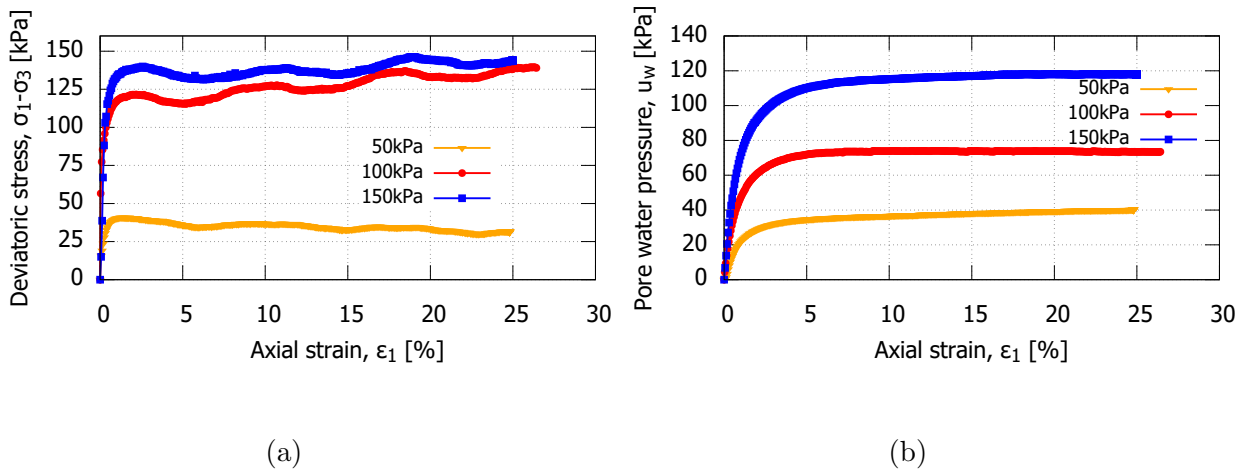 Deviatoric stress, σ1-σ3 [kPa]
150
125
100
75
50
25
0
50kPa
100kPa
150kPa
0 5 10 15 20 25 30
Axial strain, ε1 [%]
(a)
Pore water pressure, uw [kPa]
140
120
100
80
60
40
20
0
50kPa
100kPa
150kPa
0 5 10 15 20 25 30
Axial strain, ε1 [%]
(b)